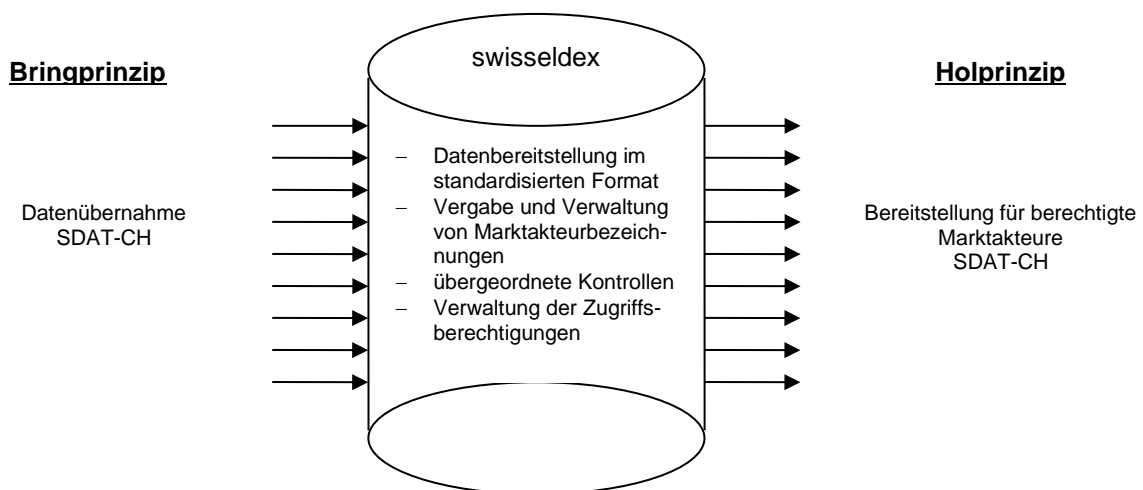 swisseldex
Bringprinzip
Holprinzip
Datenübernahme
SDAT-CH
– Datenbereitstellung im
standardisierten Format
– Vergabe und Verwaltung
von Marktakteurbezeich-
nungen
– übergeordnete Kontrollen
– Verwaltung der Zugriffs-
berechtigungen
Bereitstellung für berechtigte
Marktakteure
SDAT-CH